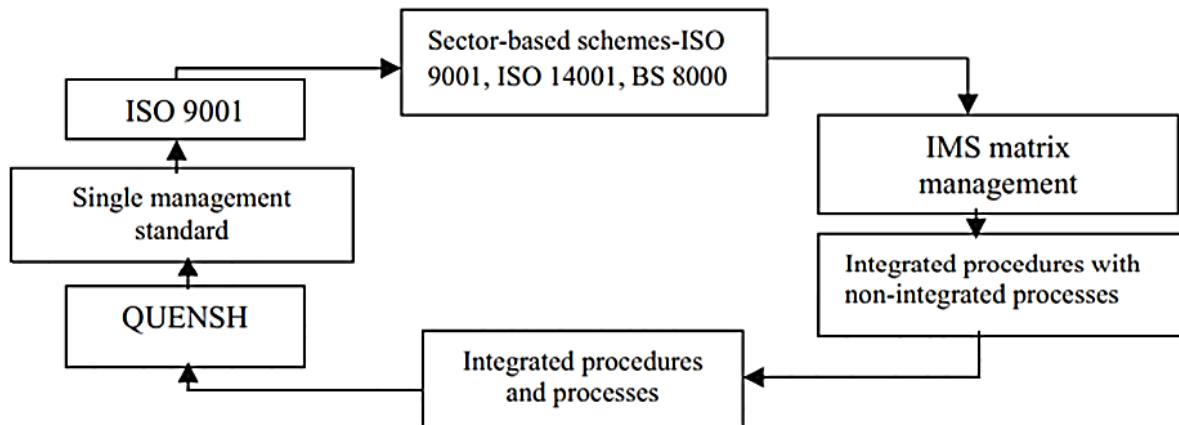 Sector-based schemes-ISO
9001, ISO 14001, BS 8000
ISO 9001
IMS matrix
management
Single management
standard
Integrated procedures with
non-integrated processes
QUENSH
Integrated procedures
and processes